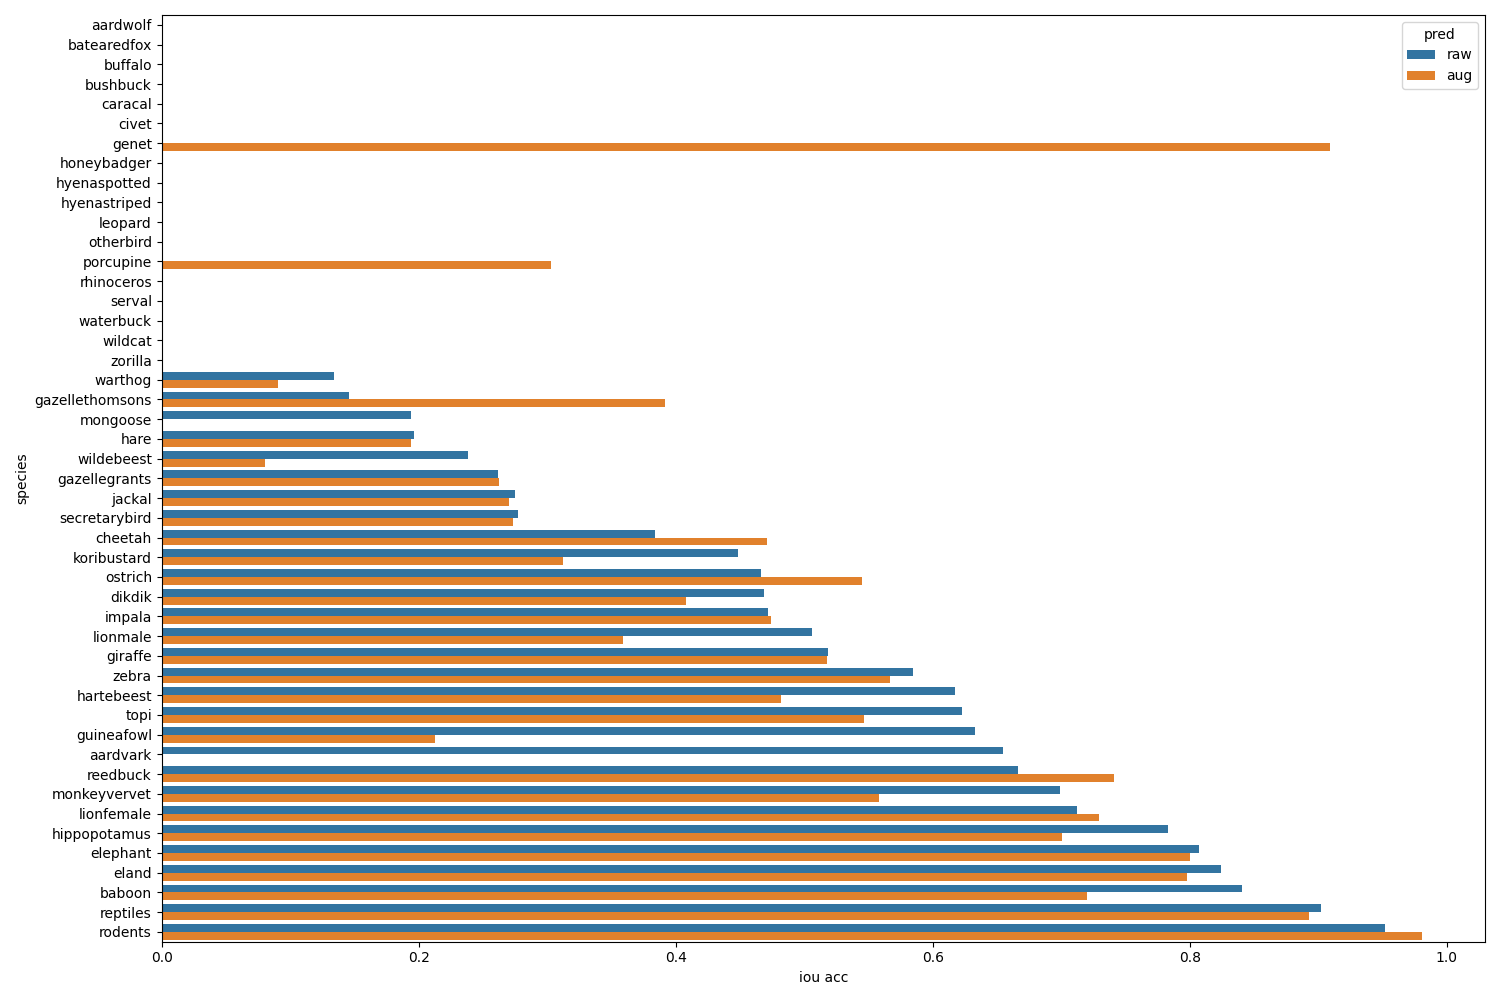 aardwolf
batearedfox
buffalo
bushbuck
caracal
civet
genet
honeybadger
hyenaspotted
hyenastriped
leopard
otherbird
porcupine
rhinoceros
serval
waterbuck
wildcat
zorilla
warthog
gazellethomsons
mongoose
hare
wildebeest
gazellegrants
jackal
secretarybird
cheetah
koribustard
ostrich
dikdik
impala
lionmale
giraffe
zebra
hartebeest
topi
guineafowl
aardvark
reedbuck
monkeyvervet
lionfemale
hippopotamus
elephant
eland
baboon
reptiles
rodents
species
0.0 0.2 0.4 0.6 0.8 1.0
iou acc
pred
raw
aug